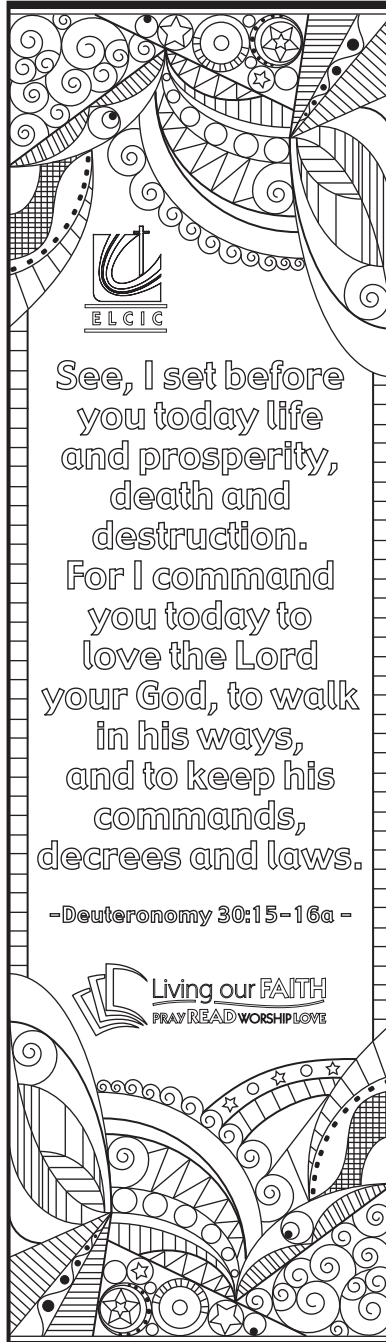 ELCIC
See, I set before
you today life
and prosperity,
death and
destruction.
For I command
you today to
love the Lord
your God, to walk
in his ways,
and to keep his
commands,
decrees and laws.
-Deuteronomy 30:15-16a -
Living our FAITH
PRAY READ WORSHIP LOVE